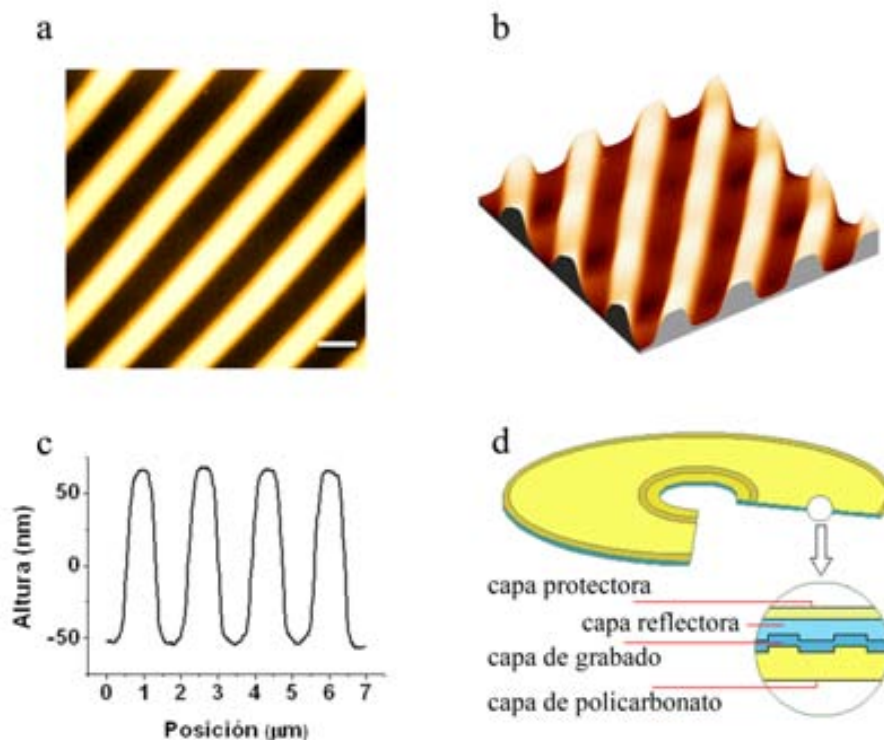 a
b
c
50
0
-50
Altura (nm)
0 1 2 3 4 5 6 7
Posición (μm)
d
capa protectora
capa reflectora
capa de grabado
capa de policarbonato